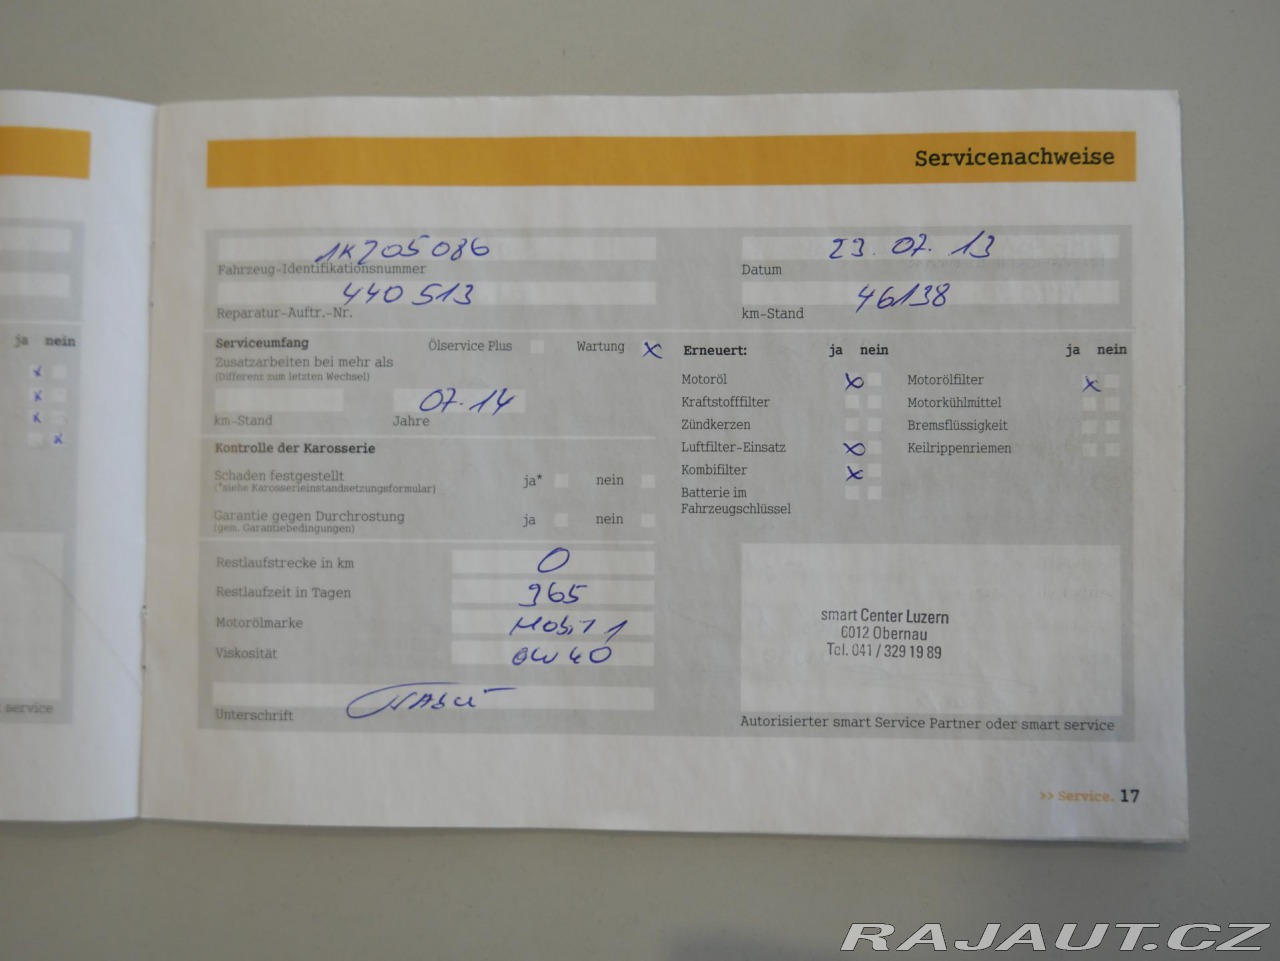 Servicenachweise
1K205086
Fahrzeug-Identifikationsnummer
440 513
Reparatur-Auftr.-Nr.
23.07.13
Datum
46138
km-Stand
Serviceumfang
Ölservice Plus
Wartung x
Zusatzarbeiten bei mehr als
(Differenz zum letzten Wechsel)
07.14
km-Stand
Jahre
Kontrolle der Karosserie
Schaden festgestellt ja* nein
(*siehe Karosserieinstandsetzungsformular)
Garantie gegen Durchrostung ja nein
(gem. Garantiebedingungen)
Restlaufstrecke in km 0
Restlaufzeit in Tagen 365
Motorölmarke Mobil 1
Viskosität 0W40
Unterschrift
Erneuert: ja nein
Motoröl x
Kraftstofffilter
Zündkerzen
Luftfilter-Einsatz x
Kombifilter x
Batterie im
Fahrzeugschlüssel
ja nein
Motorölfilter x
Motorkühlmittel
Bremsflüssigkeit
Keilrippenriemen
smart Center Luzern
6012 Obernau
Tel. 041 / 329 19 89
Autorisierter smart Service Partner oder smart service
>> Service. 17
ja nein
x
x
x
x
service
RAJAUT.CZ